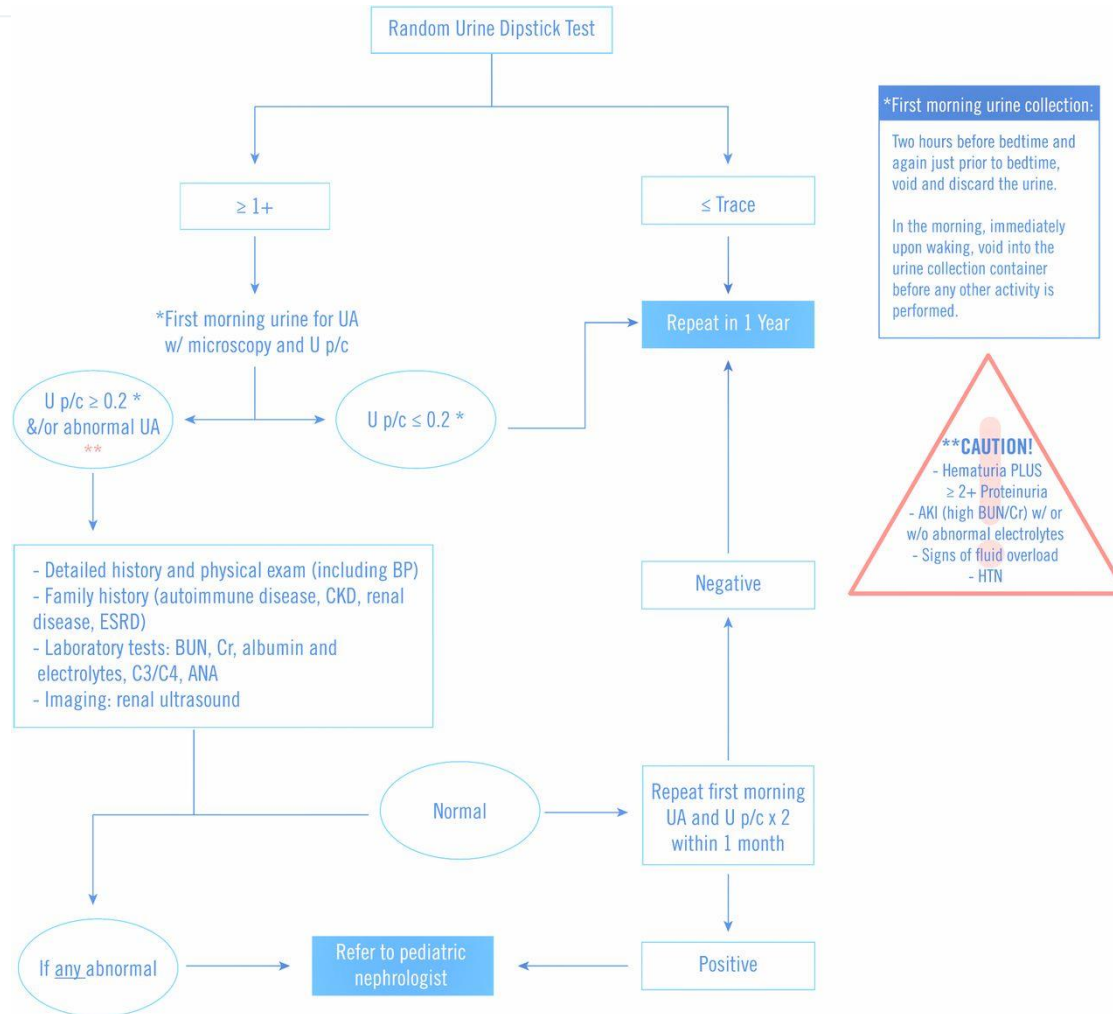 Random Urine Dipstick Test
≥ 1+
≤ Trace
*First morning urine for UA
w/ microscopy and U p/c
Repeat in 1 Year
U p/c ≥ 0.2 *
&/or abnormal UA
**
U p/c ≤ 0.2 *
- Detailed history and physical exam (including BP)
- Family history (autoimmune disease, CKD, renal
disease, ESRD)
- Laboratory tests: BUN, Cr, albumin and
electrolytes, C3/C4, ANA
- Imaging: renal ultrasound
Negative
Normal
Repeat first morning
UA and U p/c x 2
within 1 month
If any abnormal
Refer to pediatric
nephrologist
Positive
*First morning urine collection:
Two hours before bedtime and
again just prior to bedtime,
void and discard the urine.
In the morning, immediately
upon waking, void into the
urine collection container
before any other activity is
performed.
**CAUTION!
- Hematuria PLUS
≥ 2+ Proteinuria
- AKI (high BUN/Cr) w/ or
w/o abnormal electrolytes
- Signs of fluid overload
- HTN